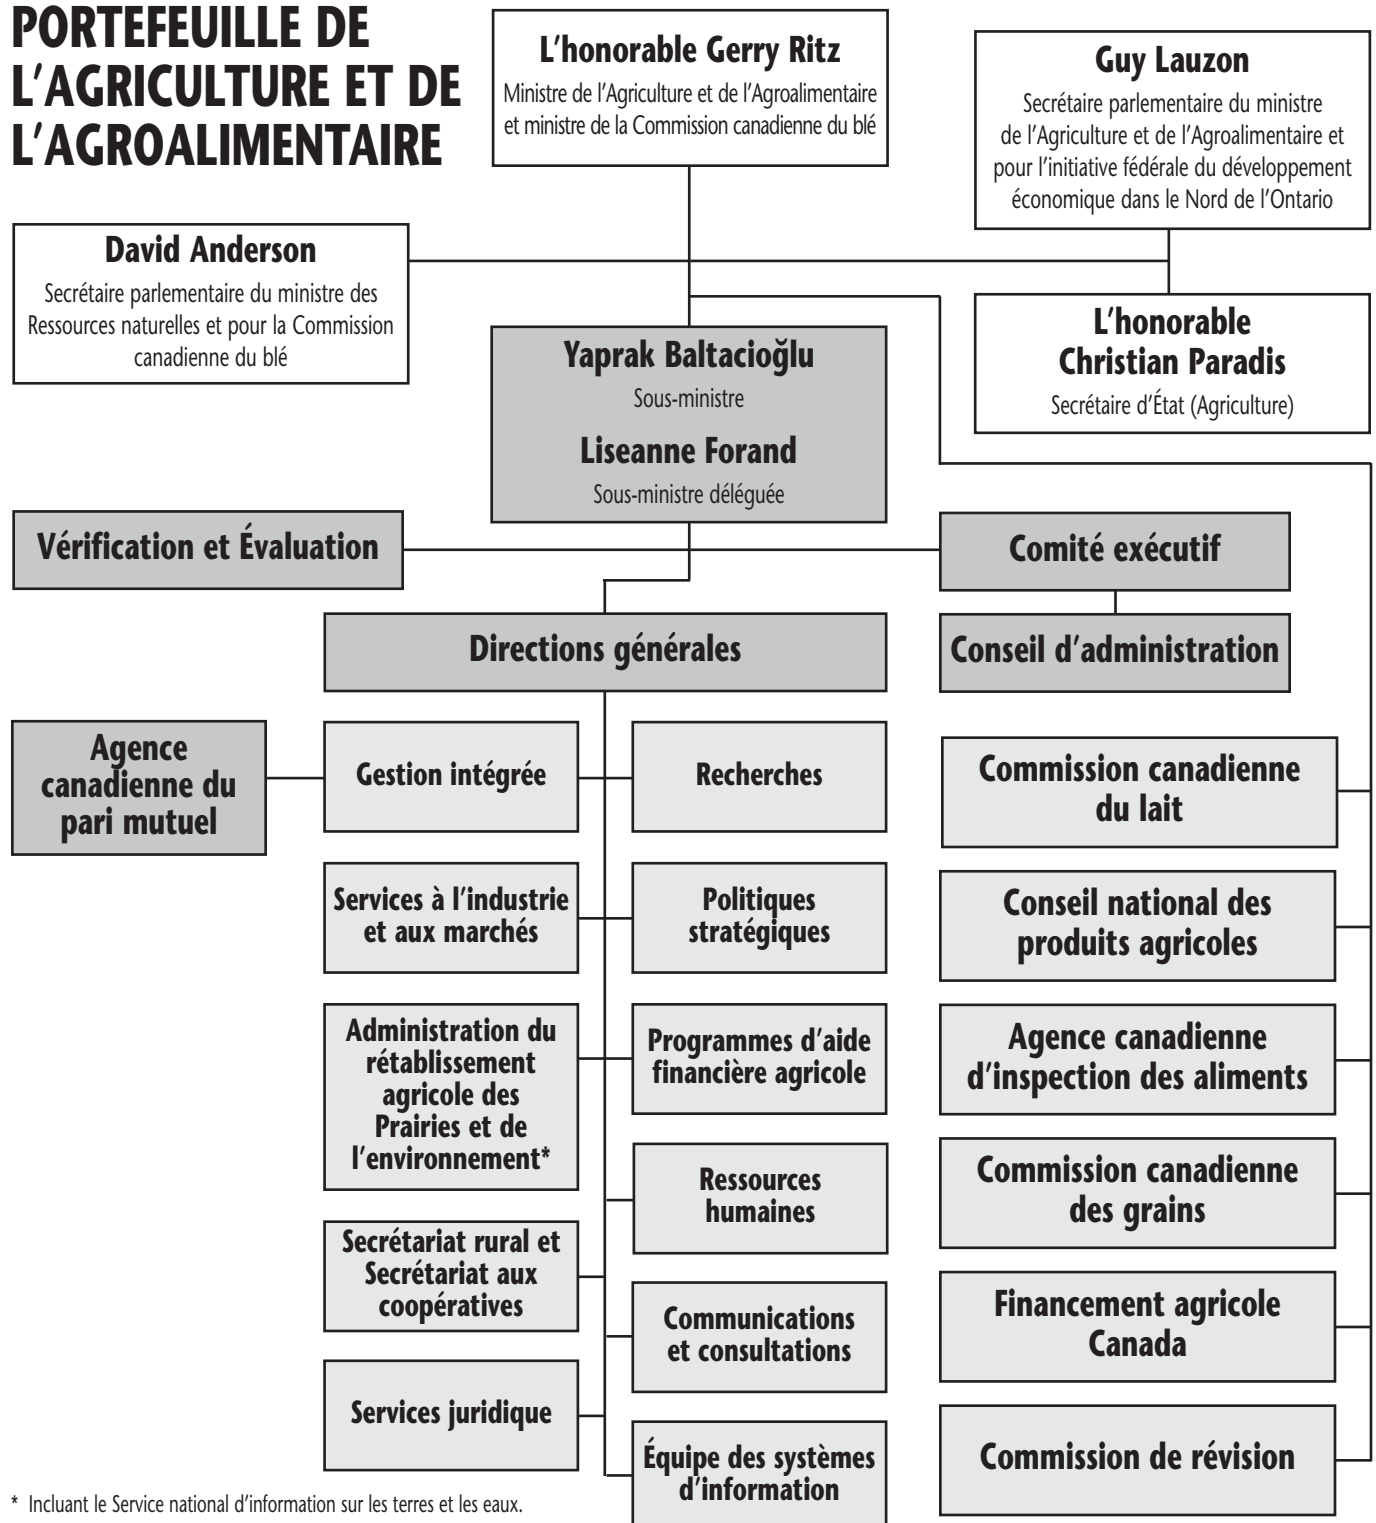 PORTEFEUILLE DE
L'AGRICULTURE ET DE
L'AGROALIMENTAIRE
L'honorable Gerry Ritz
Ministre de l'Agriculture et de l'Agroalimentaire
et ministre de la Commission canadienne du blé
Guy Lauzon
Secrétaire parlementaire du ministre
de l'Agriculture et de l'Agroalimentaire et
pour l'initiative fédérale du développement
économique dans le Nord de l'Ontario
David Anderson
Secrétaire parlementaire du ministre des
Ressources naturelles et pour la Commission
canadienne du blé
L'honorable
Christian Paradis
Secrétaire d'État (Agriculture)
Yaprak Baltacioğlu
Sous-ministre
Liseanne Forand
Sous-ministre déléguée
Vérification et Évaluation
Comité exécutif
Directions générales
Conseil d'administration
Agence
canadienne du
pari mutuel
Gestion intégrée
Recherches
Commission canadienne
du lait
Services à l'industrie
et aux marchés
Politiques
stratégiques
Conseil national des
produits agricoles
Administration du
rétablissement
agricole des
Prairies et de
l'environnement*
Programmes d'aide
financière agricole
Agence canadienne
d'inspection des aliments
Ressources
humaines
Commission canadienne
des grains
Secrétariat rural et
Secrétariat aux
coopératives
Communications
et consultations
Financement agricole
Canada
Services juridique
Équipe des systèmes
d'information
Commission de révision
* Incluant le Service national d'information sur les terres et les eaux.